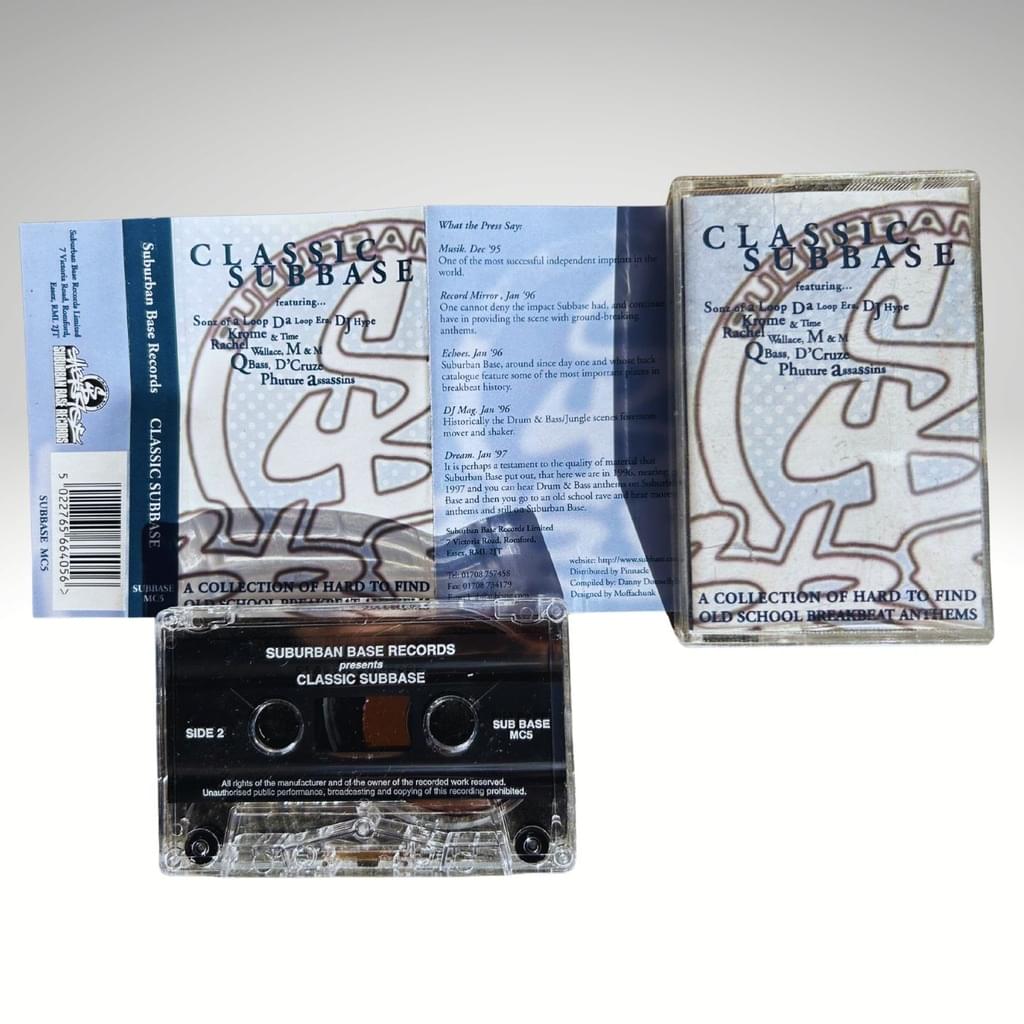 Suburban Base Records Limited
7 Victoria Road, Romford,
Essex, RM1. 2JT
SUBURBAN BASE RECORDS
5 022765 664056 >
SUBBASE MC5
Suburban Base Records
CLASSIC SUBBASE
SUBBASE
MC5
CLASSIC
SUBBASE
featuring...
Sonz of a Loop Da Loop Era, DJ Hype
Krome & Time
Rachel Wallace, M & M
QBass, D'Cruze
Phuture assassins
A COLLECTION OF HARD TO FIND
OLD SCHOOL BREAKBEAT ANTHEMS
What the Press Say:
Musik. Dec '95
One of the most successful independent imprints in the
world.
Record Mirror, Jan '96
One cannot deny the impact Subbase had, and continue
have in providing the scene with ground-breaking
anthems.
Echoes. Jan '96
Suburban Base, around since day one and whose back
catalogue feature some of the most important pieces in
breakbeat history.
DJ Mag. Jan '96
Historically the Drum & Bass/Jungle scenes foremost
mover and shaker.
Dream. Jan '97
It is perhaps a testament to the quality of material that
Suburban Base put out, that here we are in 1996, nearing
1997 and you can hear Drum & Bass anthems on Suburban
Base and then you go to an old school rave and hear more
anthems and still on Suburban Base.
Suburban Base Records Limited
7 Victoria Road, Romford,
Essex, RM1. 2JT
Tel: 01708 757458
Fax: 01708 734179
website: http://www.subbase.co
Distributed by Pinnacle
Compiled by: Danny Donnelly
Designed by Moffachunk
CLASSIC
SUBBASE
featuring...
Sonz of a Loop Da Loop Era, DJ Hype
Krome & Time
Rachel Wallace, M & M
QBass, D'Cruze
Phuture assassins
A COLLECTION OF HARD TO FIND
OLD SCHOOL BREAKBEAT ANTHEMS
SUBURBAN BASE RECORDS
presents
CLASSIC SUBBASE
SIDE 2
SUB BASE
MC5
All rights of the manufacturer and of the owner of the recorded work reserved.
Unauthorised public performance, broadcasting and copying of this recording prohibited.